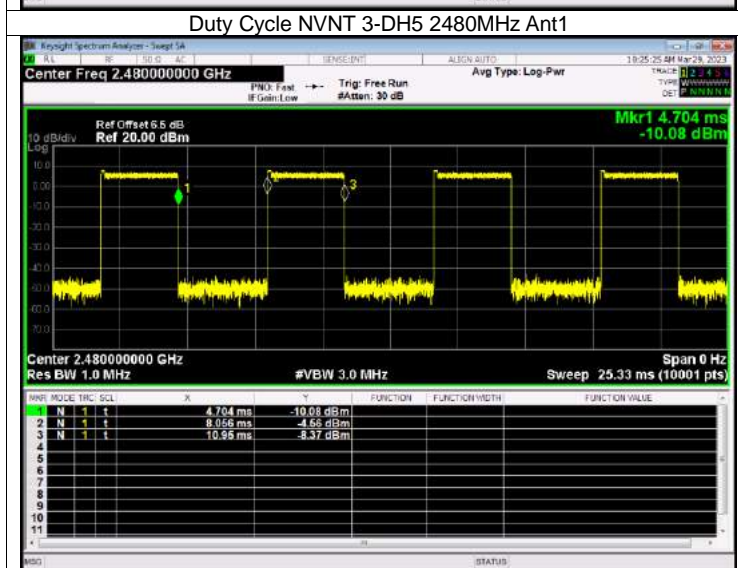 Duty Cycle NVNT 3-DH5 2480MHz Ant1
Keysight Spectrum Analyzer - Swept SA
RL RF 50 Ω AC SENSE:INT ALIGN AUTO 10:25:25 AM Mar 29, 2023
Center Freq 2.480000000 GHz
PNO: Fast
IFGain:Low
Trig: Free Run
#Atten: 30 dB
Avg Type: Log-Pwr
TRACE 1 2 3 4 5 6
TYPE WWWWWW
DET P NNNNN
Mkr1 4.704 ms
-10.08 dBm
Ref Offset 6.5 dB
10 dB/div Ref 20.00 dBm
Log
10.0
0.00
-10.0
-20.0
-30.0
-40.0
-50.0
-60.0
-70.0
1
2
3
Center 2.480000000 GHz Span 0 Hz
Res BW 1.0 MHz #VBW 3.0 MHz Sweep 25.33 ms (10001 pts)
MKR MODE TRC SCL X Y FUNCTION FUNCTION WIDTH FUNCTION VALUE
1 N 1 t 4.704 ms -10.08 dBm
2 N 1 t 8.056 ms -4.56 dBm
3 N 1 t 10.95 ms -8.37 dBm
4
5
6
7
8
9
10
11
MSG STATUS